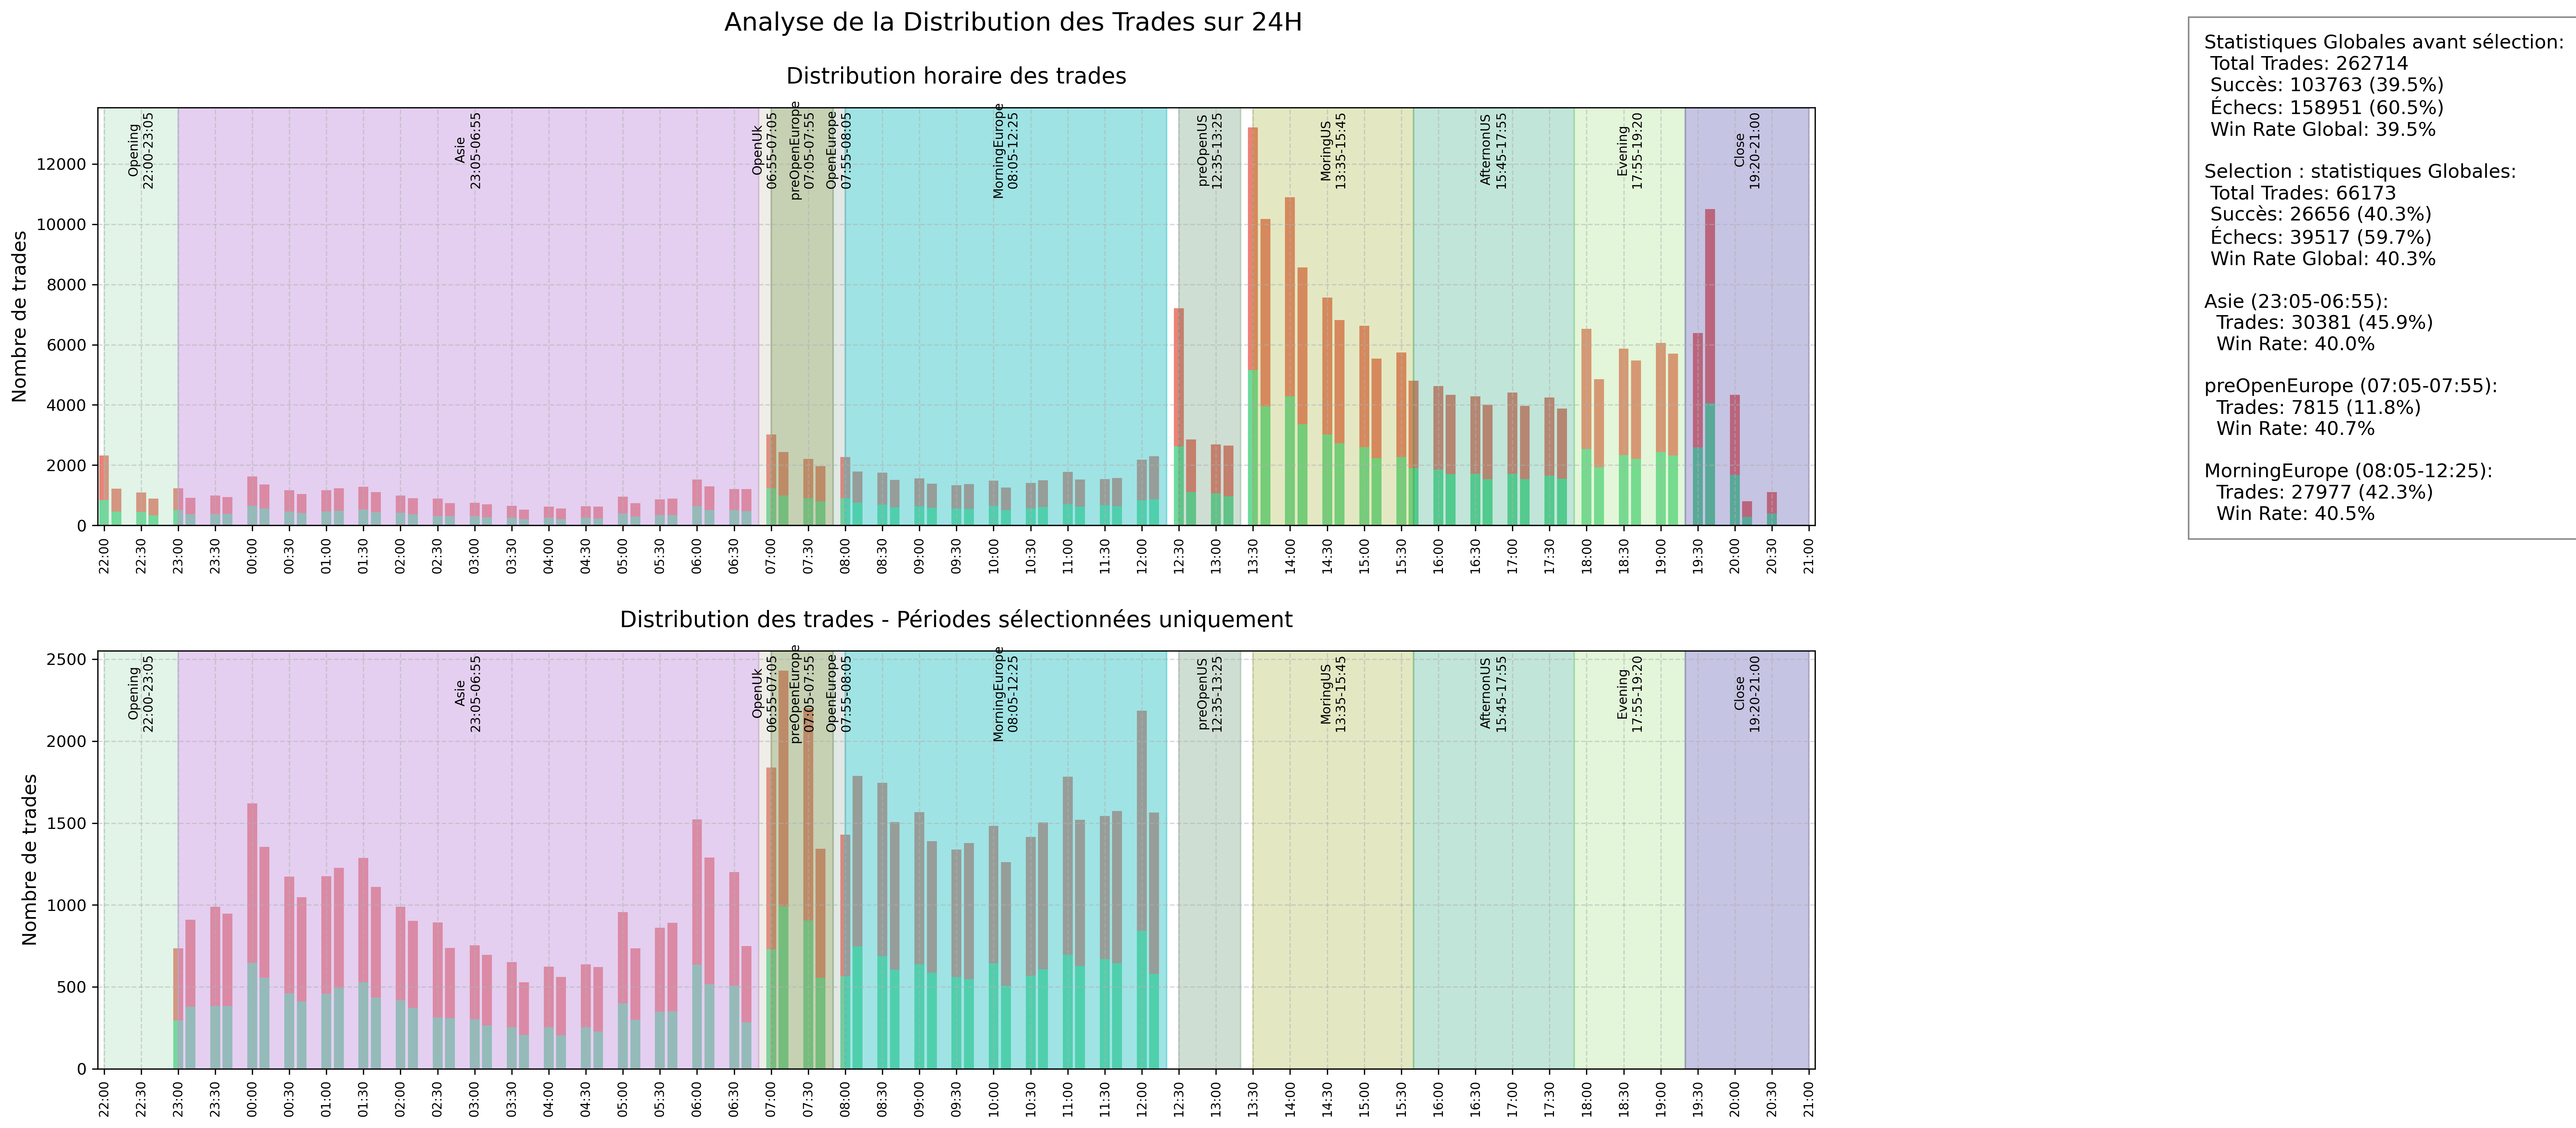 Analyse de la Distribution des Trades sur 24H
Distribution horaire des trades
Nombre de trades
12000
10000
8000
6000
4000
2000
0
Opening
22:00-23:05
Asie
23:05-06:55
OpenUk
06:55-07:05
preOpenEurope
07:05-07:55
OpenEurope
07:55-08:05
MorningEurope
08:05-12:25
preOpenUS
12:35-13:25
MoringUS
13:35-15:45
AfternonUS
15:45-17:55
Evening
17:55-19:20
Close
19:20-21:00
22:00
22:30
23:00
23:30
00:00
00:30
01:00
01:30
02:00
02:30
03:00
03:30
04:00
04:30
05:00
05:30
06:00
06:30
07:00
07:30
08:00
08:30
09:00
09:30
10:00
10:30
11:00
11:30
12:00
12:30
13:00
13:30
14:00
14:30
15:00
15:30
16:00
16:30
17:00
17:30
18:00
18:30
19:00
19:30
20:00
20:30
21:00
Distribution des trades - Périodes sélectionnées uniquement
Nombre de trades
2500
2000
1500
1000
500
0
Opening
22:00-23:05
Asie
23:05-06:55
OpenUk
06:55-07:05
preOpenEurope
07:05-07:55
OpenEurope
07:55-08:05
MorningEurope
08:05-12:25
preOpenUS
12:35-13:25
MoringUS
13:35-15:45
AfternonUS
15:45-17:55
Evening
17:55-19:20
Close
19:20-21:00
22:00
22:30
23:00
23:30
00:00
00:30
01:00
01:30
02:00
02:30
03:00
03:30
04:00
04:30
05:00
05:30
06:00
06:30
07:00
07:30
08:00
08:30
09:00
09:30
10:00
10:30
11:00
11:30
12:00
12:30
13:00
13:30
14:00
14:30
15:00
15:30
16:00
16:30
17:00
17:30
18:00
18:30
19:00
19:30
20:00
20:30
21:00
Statistiques Globales avant sélection:
Total Trades: 262714
Succès: 103763 (39.5%)
Échecs: 158951 (60.5%)
Win Rate Global: 39.5%
Selection : statistiques Globales:
Total Trades: 66173
Succès: 26656 (40.3%)
Échecs: 39517 (59.7%)
Win Rate Global: 40.3%
Asie (23:05-06:55):
Trades: 30381 (45.9%)
Win Rate: 40.0%
preOpenEurope (07:05-07:55):
Trades: 7815 (11.8%)
Win Rate: 40.7%
MorningEurope (08:05-12:25):
Trades: 27977 (42.3%)
Win Rate: 40.5%